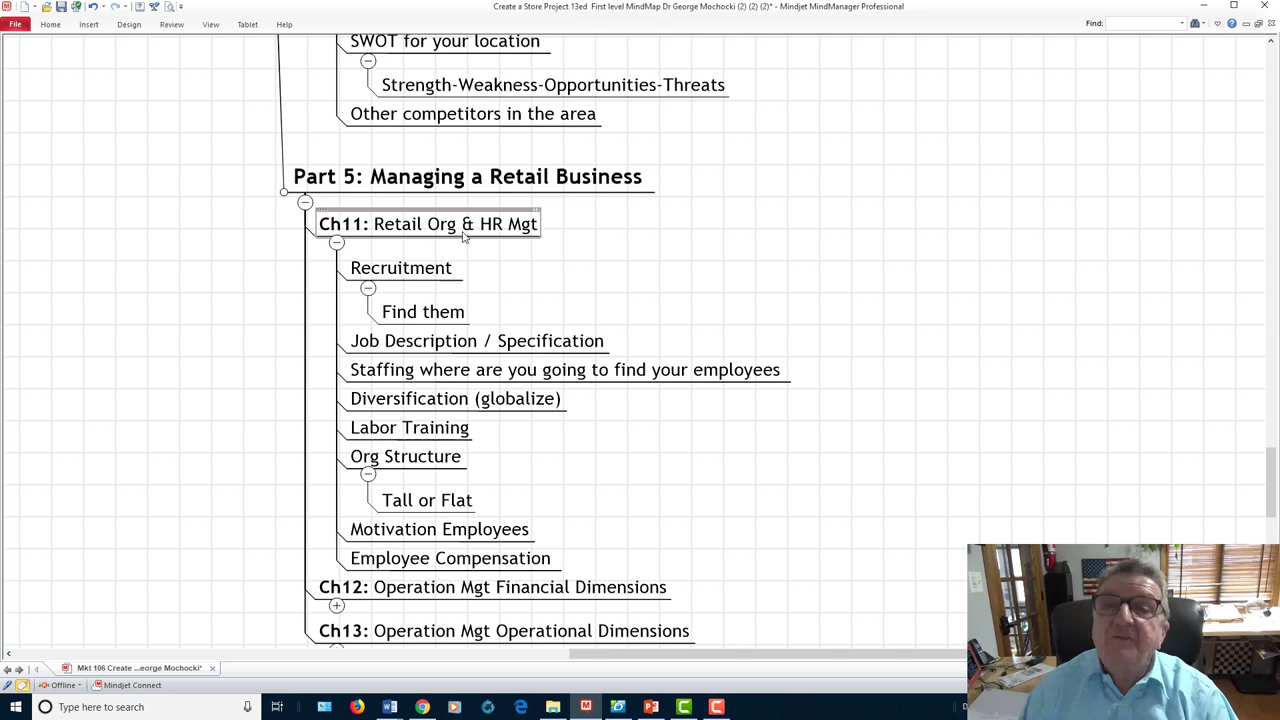 Create a Store Project 13ed First level MindMap Dr George Mochocki (2) (2) (2)* - Mindjet MindManager Professional
File Home Insert Design Review View Tablet Help Find:
SWOT for your location
Strength-Weakness-Opportunities-Threats
Other competitors in the area
Part 5: Managing a Retail Business
Ch11: Retail Org & HR Mgt
Recruitment
Find them
Job Description / Specification
Staffing where are you going to find your employees
Diversification (globalize)
Labor Training
Org Structure
Tall or Flat
Motivation Employees
Employee Compensation
Ch12: Operation Mgt Financial Dimensions
Ch13: Operation Mgt Operational Dimensions
Mkt 106 Create ...eorge Mochocki*
Offline Mindjet Connect
Type here to search